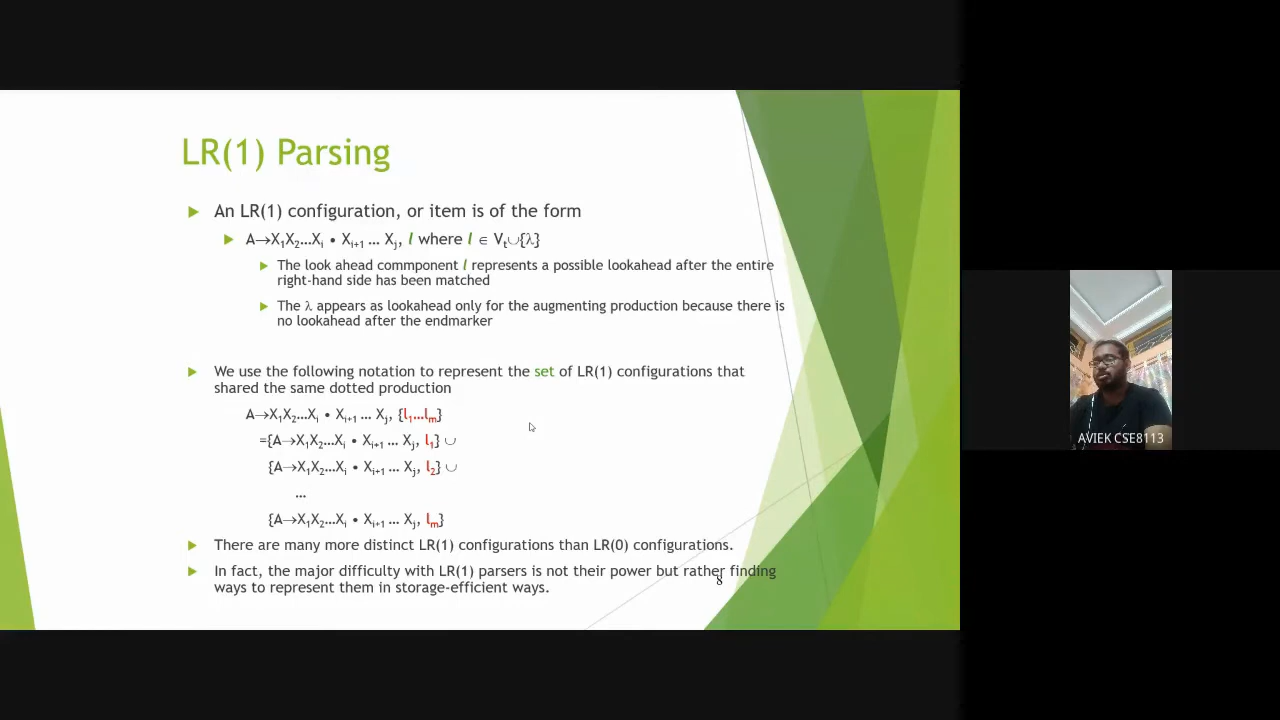 LR(1) Parsing
An LR(1) configuration, or item is of the form
A→X₁X₂…Xᵢ • Xᵢ₊₁ … Xⱼ, l where l ∈ Vₜ∪{λ}
The look ahead commponent l represents a possible lookahead after the entire
right-hand side has been matched
The λ appears as lookahead only for the augmenting production because there is
no lookahead after the endmarker
We use the following notation to represent the set of LR(1) configurations that
shared the same dotted production
A→X₁X₂…Xᵢ • Xᵢ₊₁ … Xⱼ, {l₁…lₘ}
={A→X₁X₂…Xᵢ • Xᵢ₊₁ … Xⱼ, l₁} ∪
{A→X₁X₂…Xᵢ • Xᵢ₊₁ … Xⱼ, l₂} ∪
…
{A→X₁X₂…Xᵢ • Xᵢ₊₁ … Xⱼ, lₘ}
There are many more distinct LR(1) configurations than LR(0) configurations.
In fact, the major difficulty with LR(1) parsers is not their power but rather finding
ways to represent them in storage-efficient ways.
8
AVIEK CSE8113